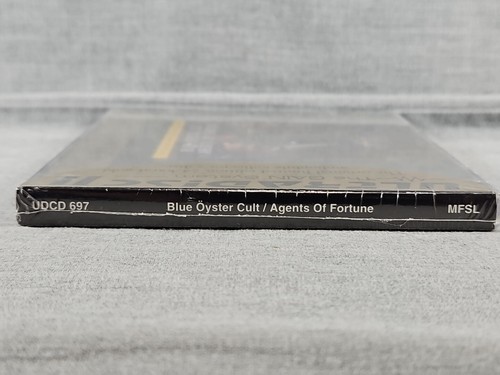 UDCD 697 Blue Öyster Cult / Agents Of Fortune MFSL